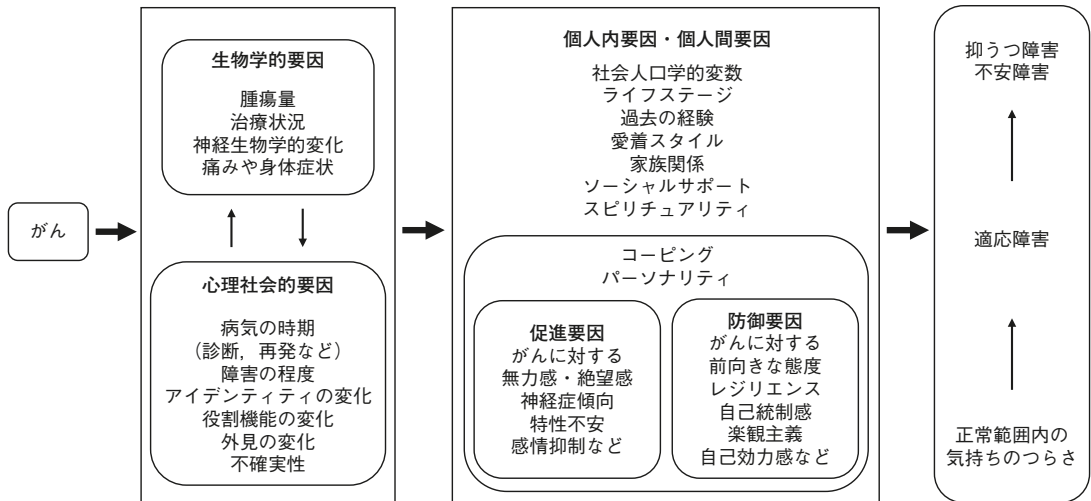 がん
生物学的要因
腫瘍量
治療状況
神経生物学的変化
痛みや身体症状
心理社会的要因
病気の時期
（診断，再発など）
障害の程度
アイデンティティの変化
役割機能の変化
外見の変化
不確実性
個人内要因・個人間要因
社会人口学的変数
ライフステージ
過去の経験
愛着スタイル
家族関係
ソーシャルサポート
スピリチュアリティ
コーピング
パーソナリティ
促進要因
がんに対する
無力感・絶望感
神経症傾向
特性不安
感情抑制など
防御要因
がんに対する
前向きな態度
レジリエンス
自己統制感
楽観主義
自己効力感など
抑うつ障害
不安障害
適応障害
正常範囲内の
気持ちのつらさ